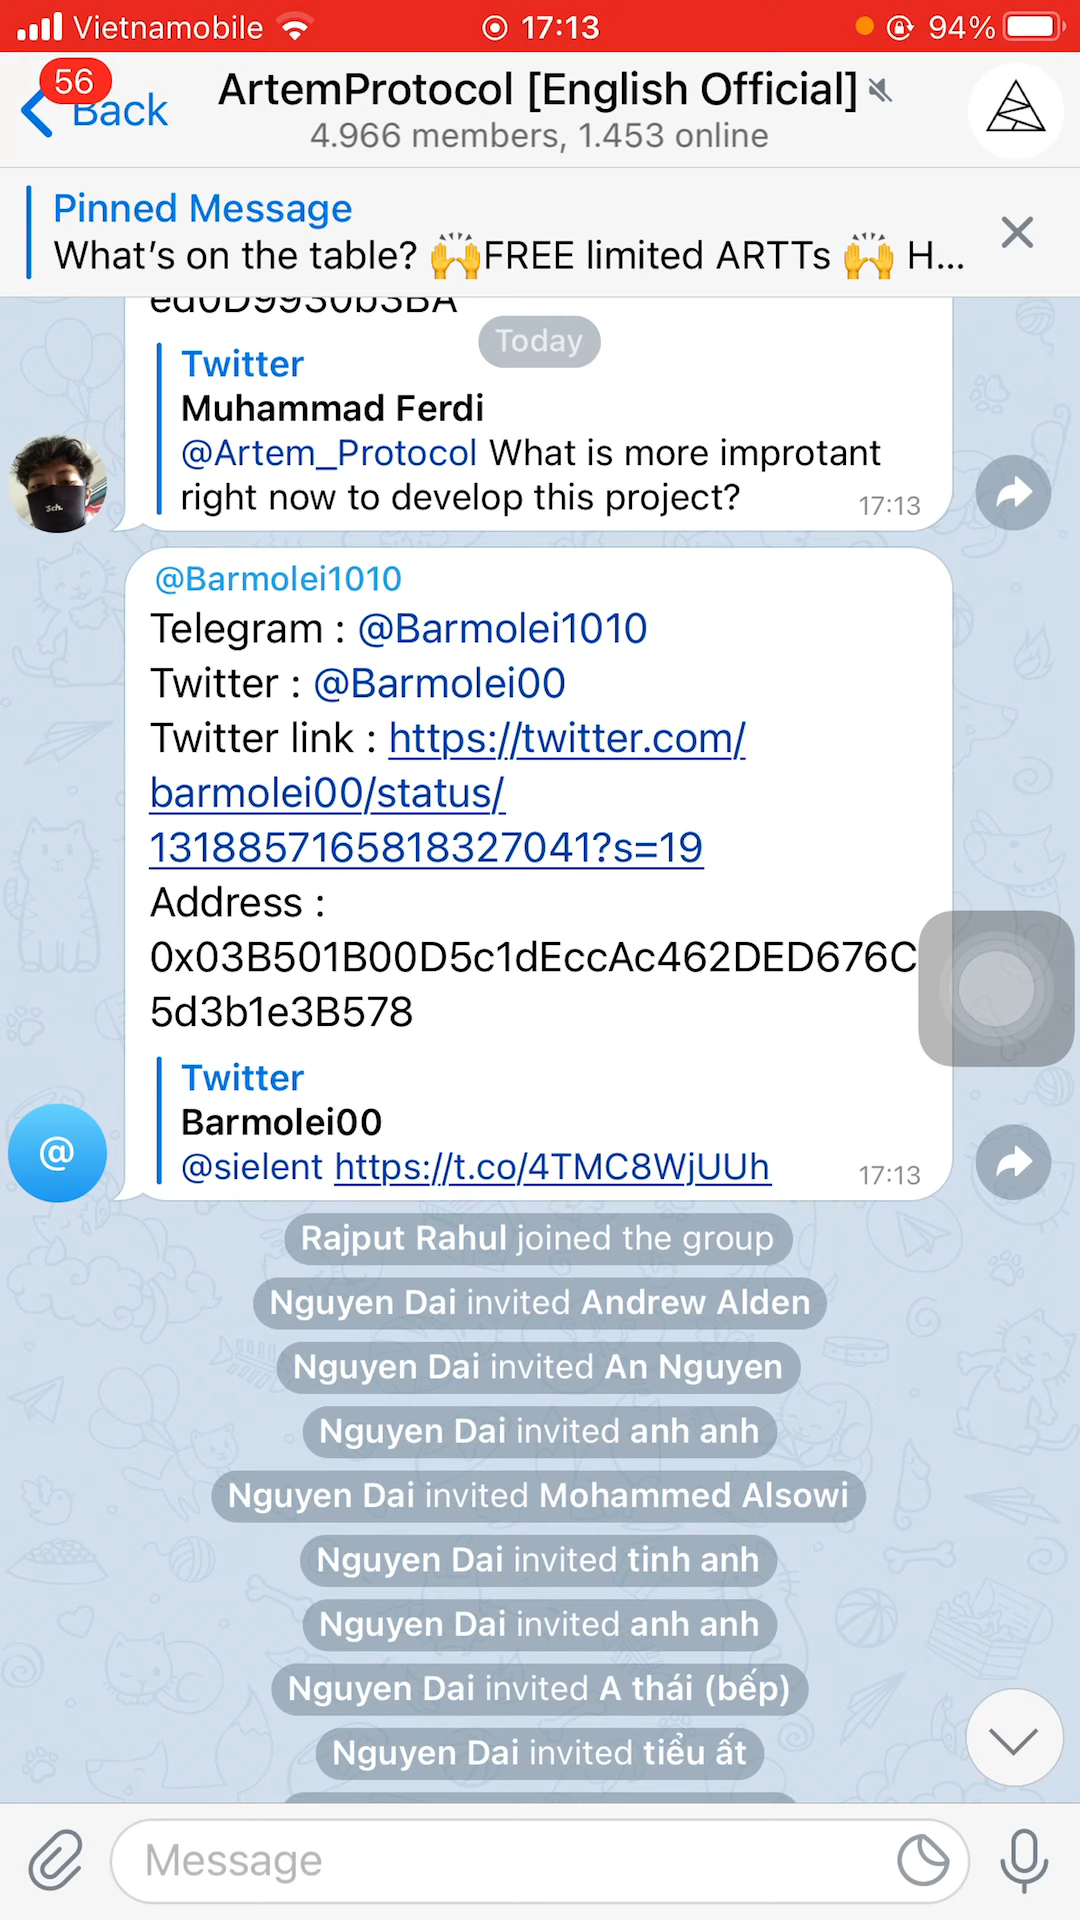 Vietnamobile 17:13 94%
56
Back
ArtemProtocol [English Official]
4.966 members, 1.453 online
Pinned Message
What's on the table? 🙌FREE limited ARTTs 🙌 H...
ed0D9930b3BA
Today
Twitter
Muhammad Ferdi
@Artem_Protocol What is more improtant
right now to develop this project?
17:13
Sch.
@Barmolei1010
Telegram : @Barmolei1010
Twitter : @Barmolei00
Twitter link : https://twitter.com/
barmolei00/status/
1318857165818327041?s=19
Address :
0x03B501B00D5c1dEccAc462DED676C
5d3b1e3B578
Twitter
Barmolei00
@sielent https://t.co/4TMC8WjUUh
17:13
@
Rajput Rahul joined the group
Nguyen Dai invited Andrew Alden
Nguyen Dai invited An Nguyen
Nguyen Dai invited anh anh
Nguyen Dai invited Mohammed Alsowi
Nguyen Dai invited tinh anh
Nguyen Dai invited anh anh
Nguyen Dai invited A thái (bếp)
Nguyen Dai invited tiểu ất
Message